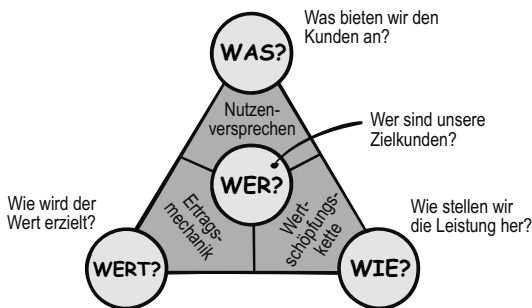 Was bieten wir den
Kunden an?
WAS?
Nutzen-
versprechen
Wer sind unsere
Zielkunden?
WER?
Ertrags-
mechanik
Wert-
schöpfungs-
kette
Wie wird der
Wert erzielt?
Wie stellen wir
die Leistung her?
WERT?
WIE?